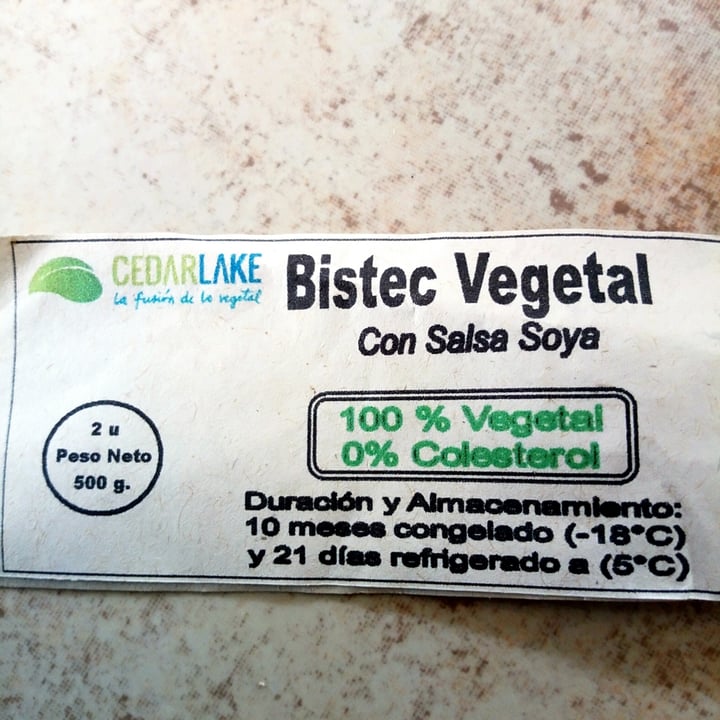 CEDARLAKE
La fusión de lo vegetal
Bistec Vegetal
Con Salsa Soya
2 u
Peso Neto
500 g.
100 % Vegetal
0% Colesterol
Duración y Almacenamiento:
10 meses congelado (-18°C)
y 21 días refrigerado a (5°C)